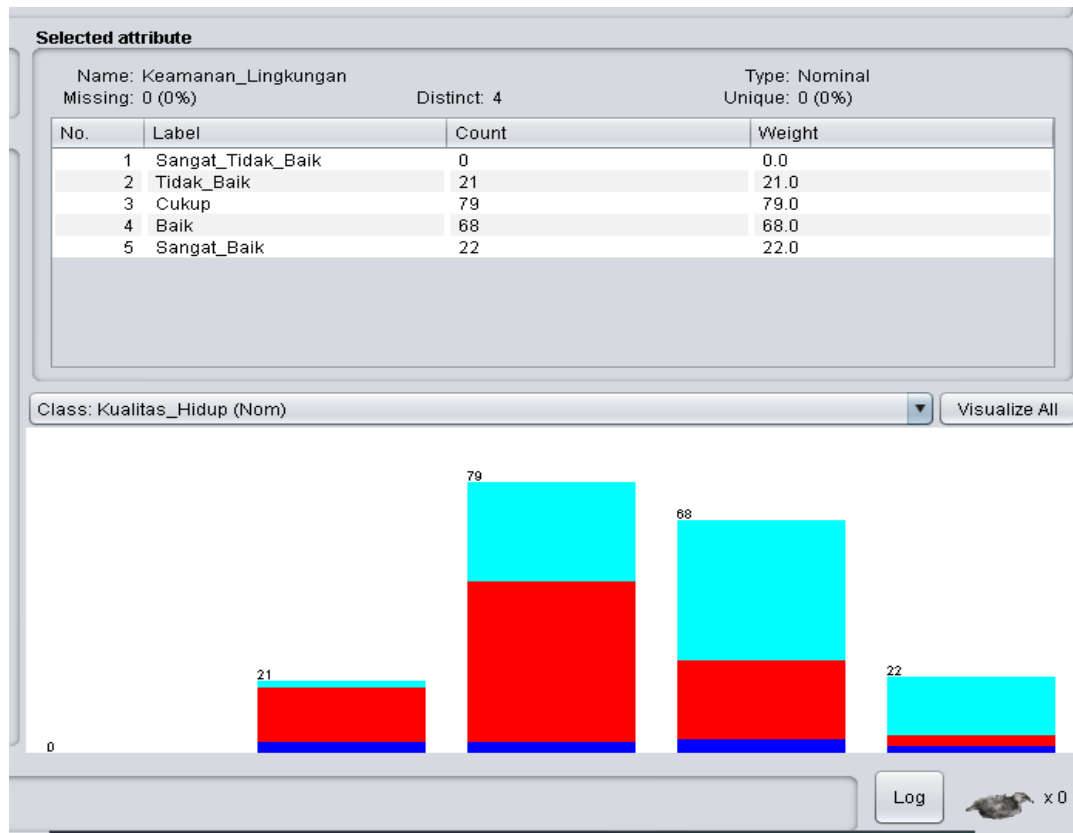 Selected attribute
Name: Keamanan_Lingkungan Type: Nominal
Missing: 0 (0%) Distinct: 4 Unique: 0 (0%)
No. Label Count Weight
1 Sangat_Tidak_Baik 0 0.0
2 Tidak_Baik 21 21.0
3 Cukup 79 79.0
4 Baik 68 68.0
5 Sangat_Baik 22 22.0
Class: Kualitas_Hidup (Nom) Visualize All
79
68
21
22
0
Log x 0